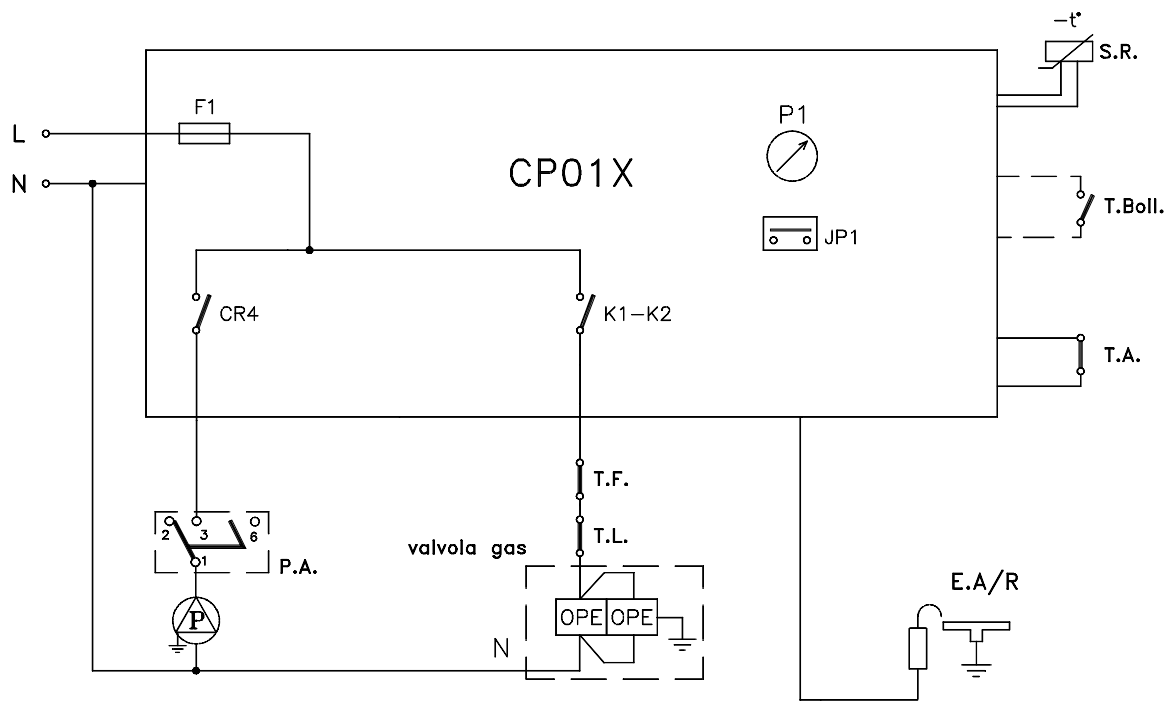 -t°
S.R.
F1
P1
L
CP01X
N
T.Boll.
JP1
CR4
K1-K2
T.A.
T.F.
2
3
6
T.L.
valvola gas
1
P.A.
E.A/R
P
OPE
OPE
N